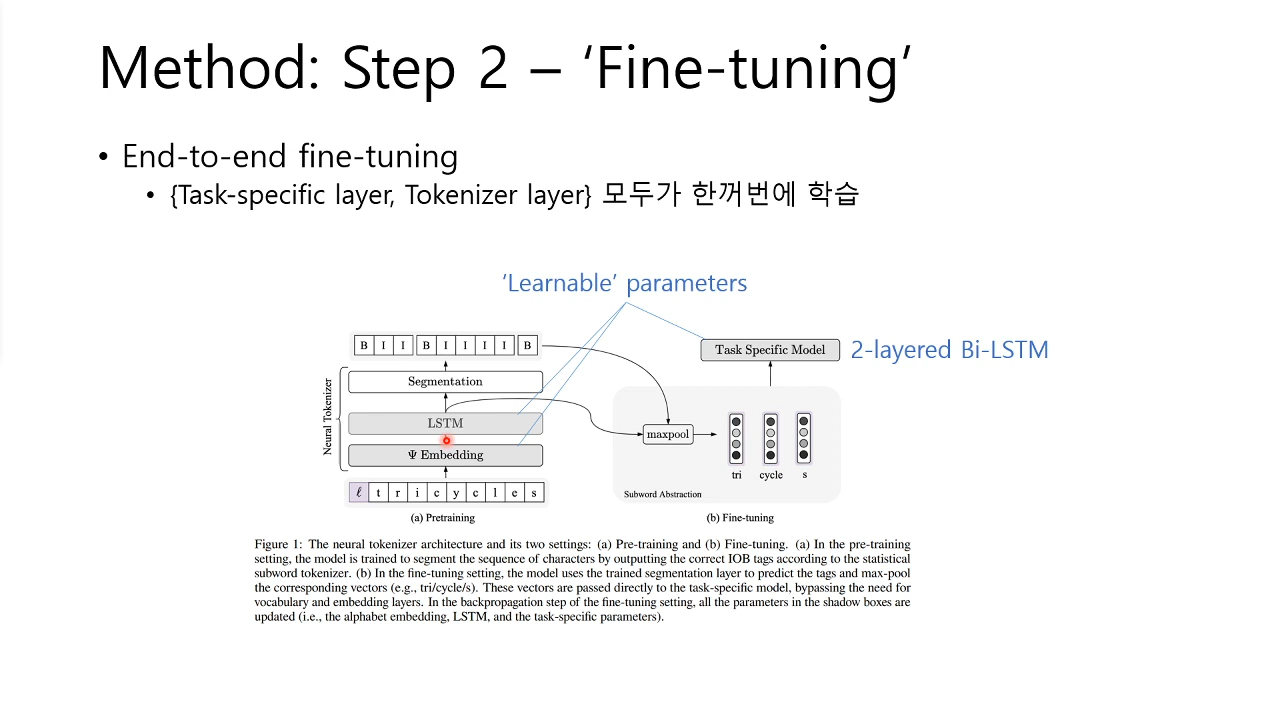 Method: Step 2 – ‘Fine-tuning’
• End-to-end fine-tuning
• {Task-specific layer, Tokenizer layer} 모두가 한꺼번에 학습
‘Learnable’ parameters
B I I B I I I I B
Segmentation
LSTM
Ψ Embedding
Neural Tokenizer
ℓ t r i c y c l e s
(a) Pretraining
Task Specific Model
2-layered Bi-LSTM
maxpool
tri cycle s
Subword Abstraction
(b) Fine-tuning
Figure 1: The neural tokenizer architecture and its two settings: (a) Pre-training and (b) Fine-tuning. (a) In the pre-training
setting, the model is trained to segment the sequence of characters by outputting the correct IOB tags according to the statistical
subword tokenizer. (b) In the fine-tuning setting, the model uses the trained segmentation layer to predict the tags and max-pool
the corresponding vectors (e.g., tri/cycle/s). These vectors are passed directly to the task-specific model, bypassing the need for
vocabulary and embedding layers. In the backpropagation step of the fine-tuning setting, all the parameters in the shadow boxes are
updated (i.e., the alphabet embedding, LSTM, and the task-specific parameters).